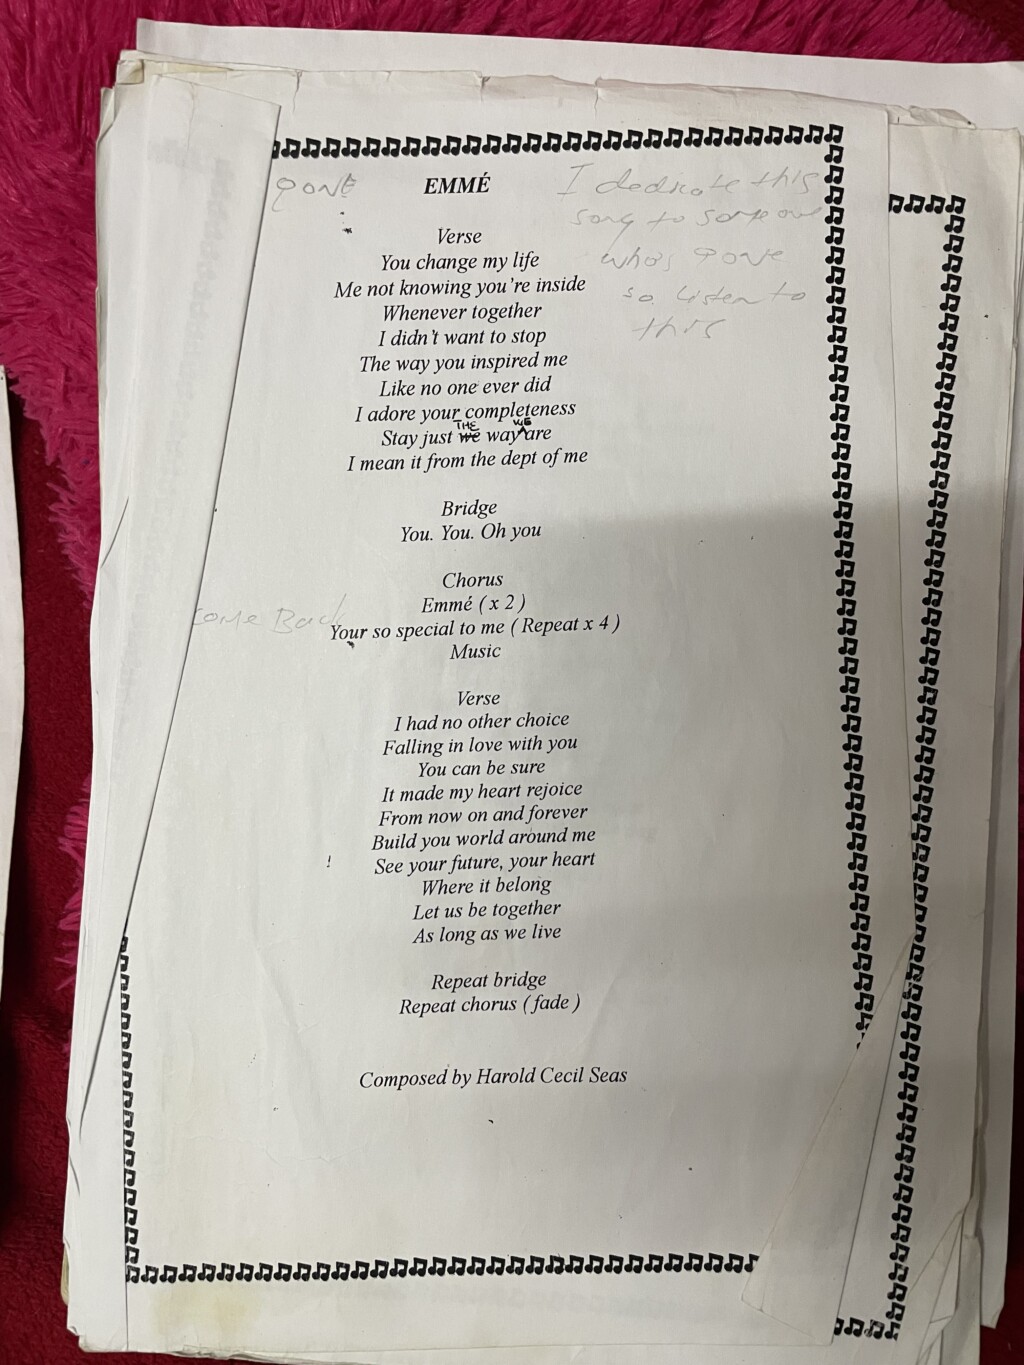 gone
EMMÉ
I dedicate this
song to someone
who's gone
so listen to
this
Verse
You change my life
Me not knowing you're inside
Whenever together
I didn't want to stop
The way you inspired me
Like no one ever did
I adore your completeness
THE WE
Stay just we way are
I mean it from the dept of me
Bridge
You. You. Oh you
Chorus
Emmé ( x 2 )
come Back
Your so special to me ( Repeat x 4 )
Music
Verse
I had no other choice
Falling in love with you
You can be sure
It made my heart rejoice
From now on and forever
Build you world around me
! See your future, your heart
Where it belong
Let us be together
As long as we live
Repeat bridge
Repeat chorus ( fade )
Composed by Harold Cecil Seas